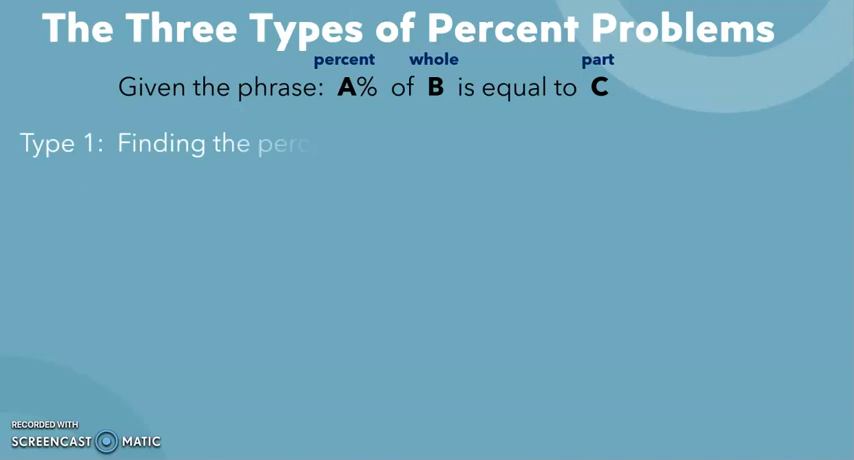 The Three Types of Percent Problems
percent whole part
Given the phrase: A% of B is equal to C
Type 1: Finding the
RECORDED WITH
SCREENCAST MATIC